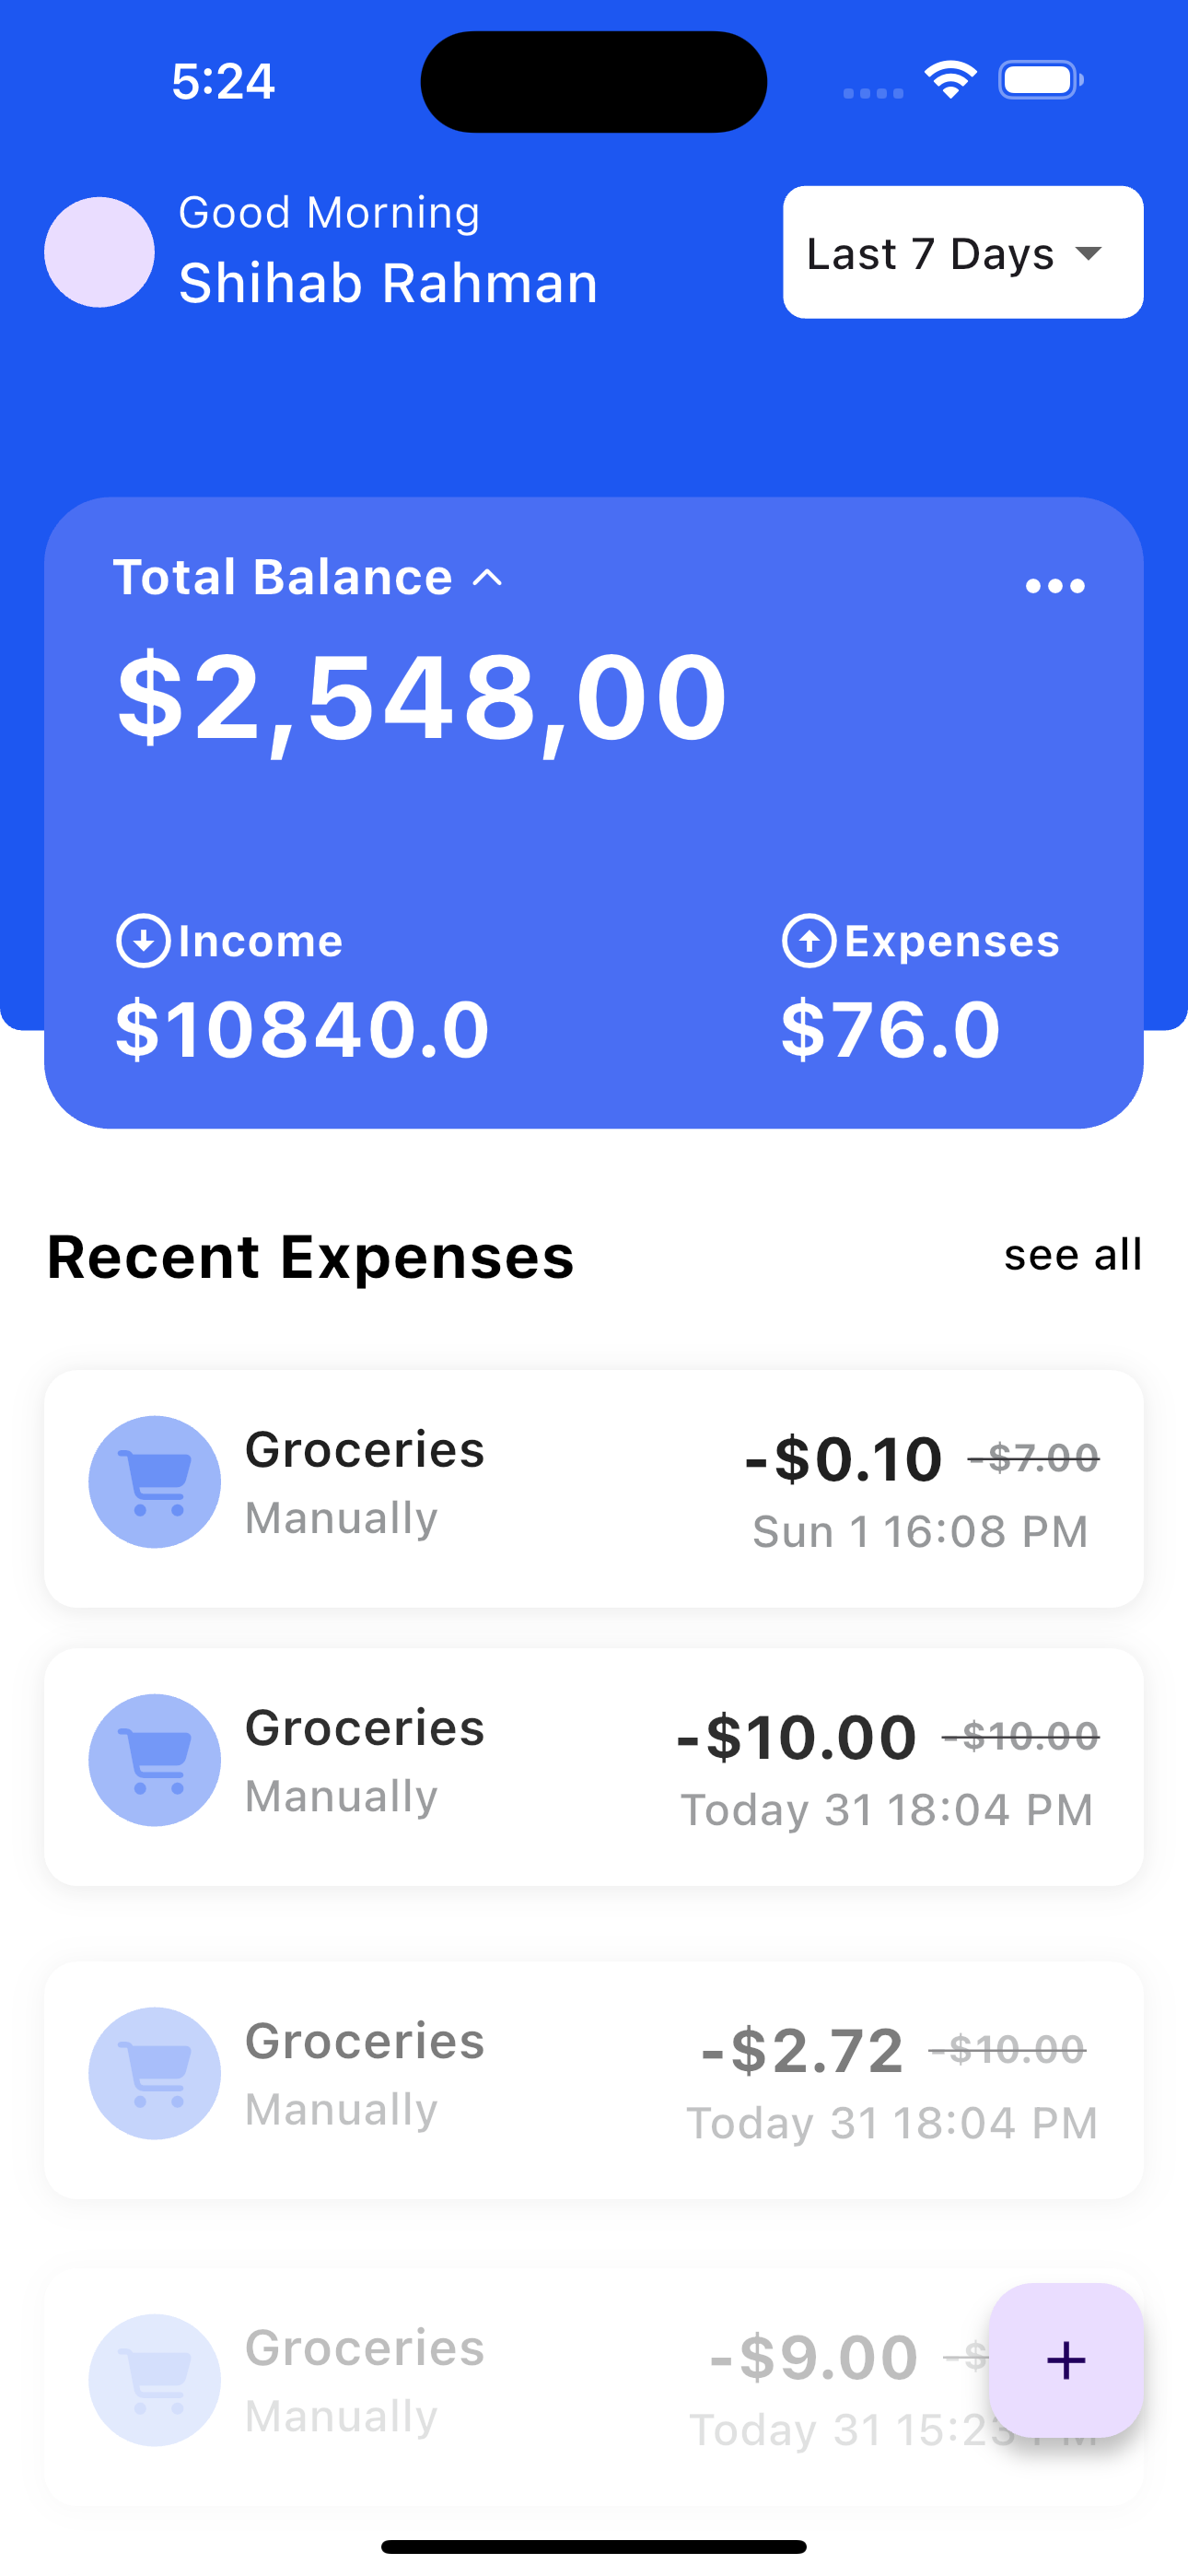 5:24
Good Morning
Shihab Rahman
Last 7 Days
Total Balance
$2,548,00
Income
Expenses
$10840.0
$76.0
Recent Expenses
see all
Groceries
-$0.10 -$7.00
Manually
Sun 1 16:08 PM
Groceries
-$10.00 -$10.00
Manually
Today 31 18:04 PM
Groceries
-$2.72 -$10.00
Manually
Today 31 18:04 PM
Groceries
-$9.00 -$
Manually
Today 31 15:23 PM